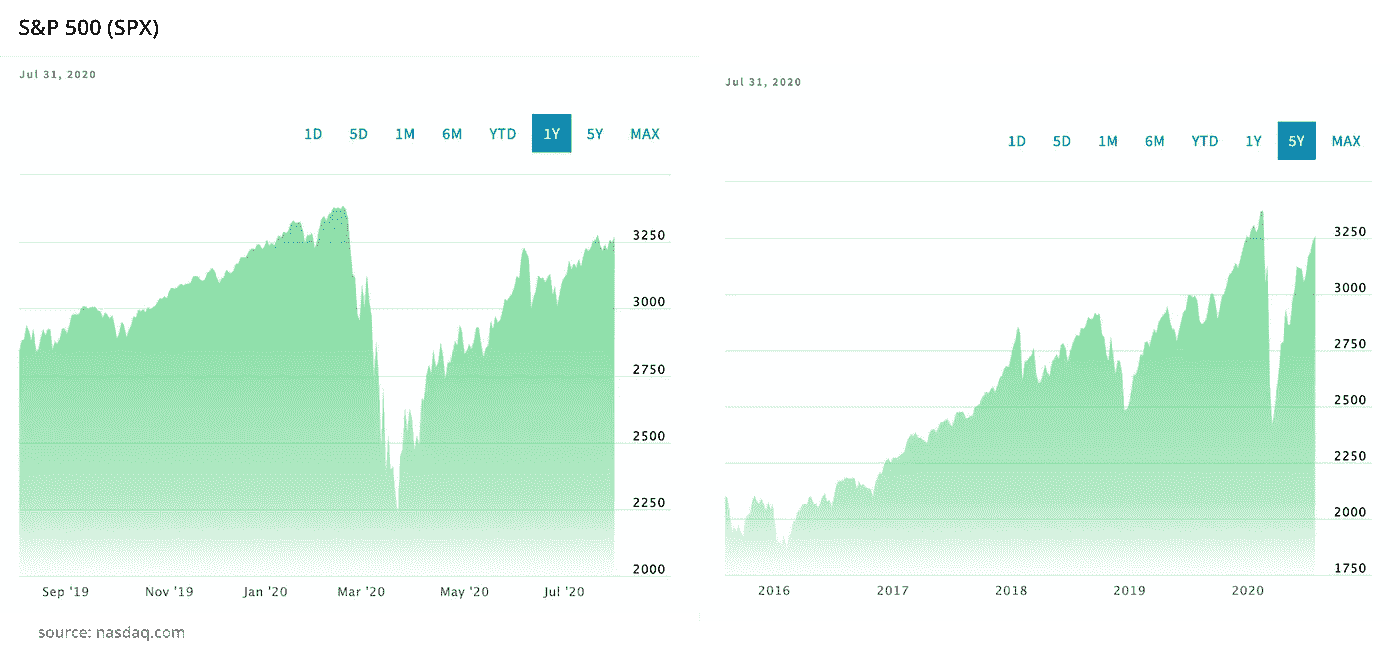 S&P 500 (SPX)
Jul 31, 2020
1D 5D 1M 6M YTD 1Y 5Y MAX
3250
3000
2750
2500
2250
2000
Sep '19 Nov '19 Jan '20 Mar '20 May '20 Jul '20
source: nasdaq.com
Jul 31, 2020
1D 5D 1M 6M YTD 1Y 5Y MAX
3250
3000
2750
2500
2250
2000
1750
2016 2017 2018 2019 2020